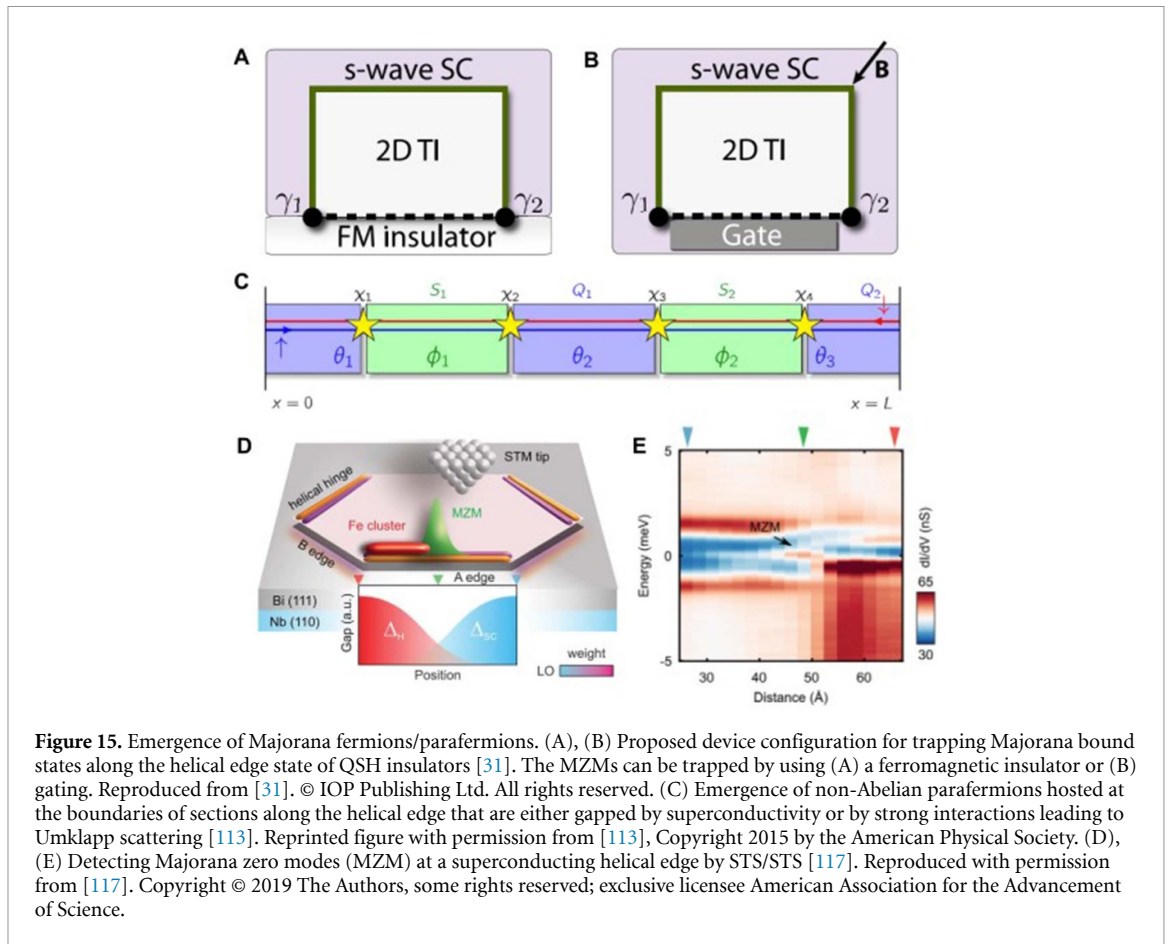 A
s-wave SC
2D TI
γ1
γ2
FM insulator
B
s-wave SC
B
2D TI
γ1
γ2
Gate
C
χ1
S1
χ2
Q1
χ3
S2
χ4
Q2
↓
↑
θ1
ϕ1
θ2
ϕ2
θ3
x = 0
x = L
D
STM tip
helical hinge
MZM
Fe cluster
B edge
A edge
Bi (111)
Nb (110)
Gap (a.u.)
ΔH
ΔSC
weight
LO
Position
E
5
MZM
0
-5
Energy (meV)
30
40
50
60
Distance (Å)
dI/dV (nS)
65
30
Figure 15. Emergence of Majorana fermions/parafermions. (A), (B) Proposed device configuration for trapping Majorana bound
states along the helical edge state of QSH insulators [31]. The MZMs can be trapped by using (A) a ferromagnetic insulator or (B)
gating. Reproduced from [31]. © IOP Publishing Ltd. All rights reserved. (C) Emergence of non-Abelian parafermions hosted at
the boundaries of sections along the helical edge that are either gapped by superconductivity or by strong interactions leading to
Umklapp scattering [113]. Reprinted figure with permission from [113], Copyright 2015 by the American Physical Society. (D),
(E) Detecting Majorana zero modes (MZM) at a superconducting helical edge by STS/STS [117]. Reproduced with permission
from [117]. Copyright © 2019 The Authors, some rights reserved; exclusive licensee American Association for the Advancement
of Science.